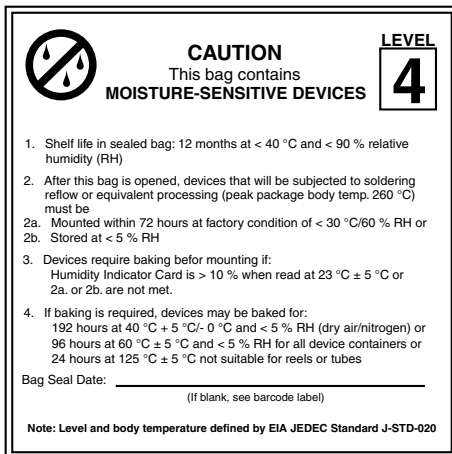 LEVEL
CAUTION
4
This bag contains
MOISTURE-SENSITIVE DEVICES
1. Shelf life in sealed bag: 12 months at < 40 °C and < 90 % relative
humidity (RH)
2. After this bag is opened, devices that will be subjected to soldering
reflow or equivalent processing (peak package body temp. 260 °C)
must be
2a. Mounted within 72 hours at factory condition of < 30 °C/60 % RH or
2b. Stored at < 5 % RH
3. Devices require baking befor mounting if:
Humidity Indicator Card is > 10 % when read at 23 °C ± 5 °C or
2a. or 2b. are not met.
4. If baking is required, devices may be baked for:
192 hours at 40 °C + 5 °C/- 0 °C and < 5 % RH (dry air/nitrogen) or
96 hours at 60 °C ± 5 °C and < 5 % RH for all device containers or
24 hours at 125 °C ± 5 °C not suitable for reels or tubes
Bag Seal Date:
(If blank, see barcode label)
Note: Level and body temperature defined by EIA JEDEC Standard J-STD-020